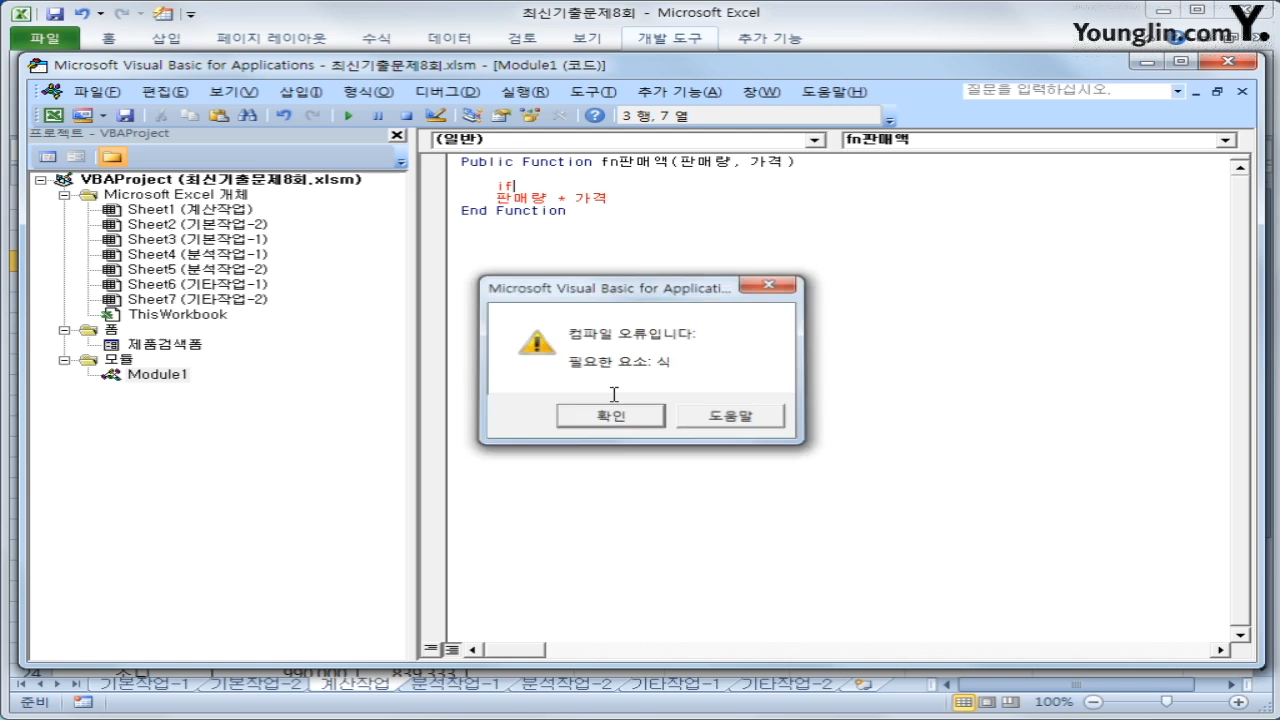 최신기출문제8회 - Microsoft Excel
파일 홈 삽입 페이지 레이아웃 수식 데이터 검토 보기 개발 도구 추가 기능
YoungJin.com Y.
Microsoft Visual Basic for Applications - 최신기출문제8회.xlsm - [Module1 (코드)]
파일(F) 편집(E) 보기(V) 삽입(I) 형식(O) 디버그(D) 실행(R) 도구(T) 추가 기능(A) 창(W) 도움말(H) 질문을 입력하십시오.
3 행, 7 열
프로젝트 - VBAProject
(일반) fn판매액
VBAProject (최신기출문제8회.xlsm)
Microsoft Excel 개체
Sheet1 (계산작업)
Sheet2 (기본작업-2)
Sheet3 (기본작업-1)
Sheet4 (분석작업-1)
Sheet5 (분석작업-2)
Sheet6 (기타작업-1)
Sheet7 (기타작업-2)
ThisWorkbook
폼
제품검색폼
모듈
Module1
Public Function fn판매액(판매량, 가격)
if
판매량 * 가격
End Function
Microsoft Visual Basic for Applicati...
컴파일 오류입니다:
필요한 요소: 식
확인 도움말
24 소니 990,000 839,333
기본작업-1 기본작업-2 계산작업 분석작업-1 분석작업-2 기타작업-1 기타작업-2
준비 100%